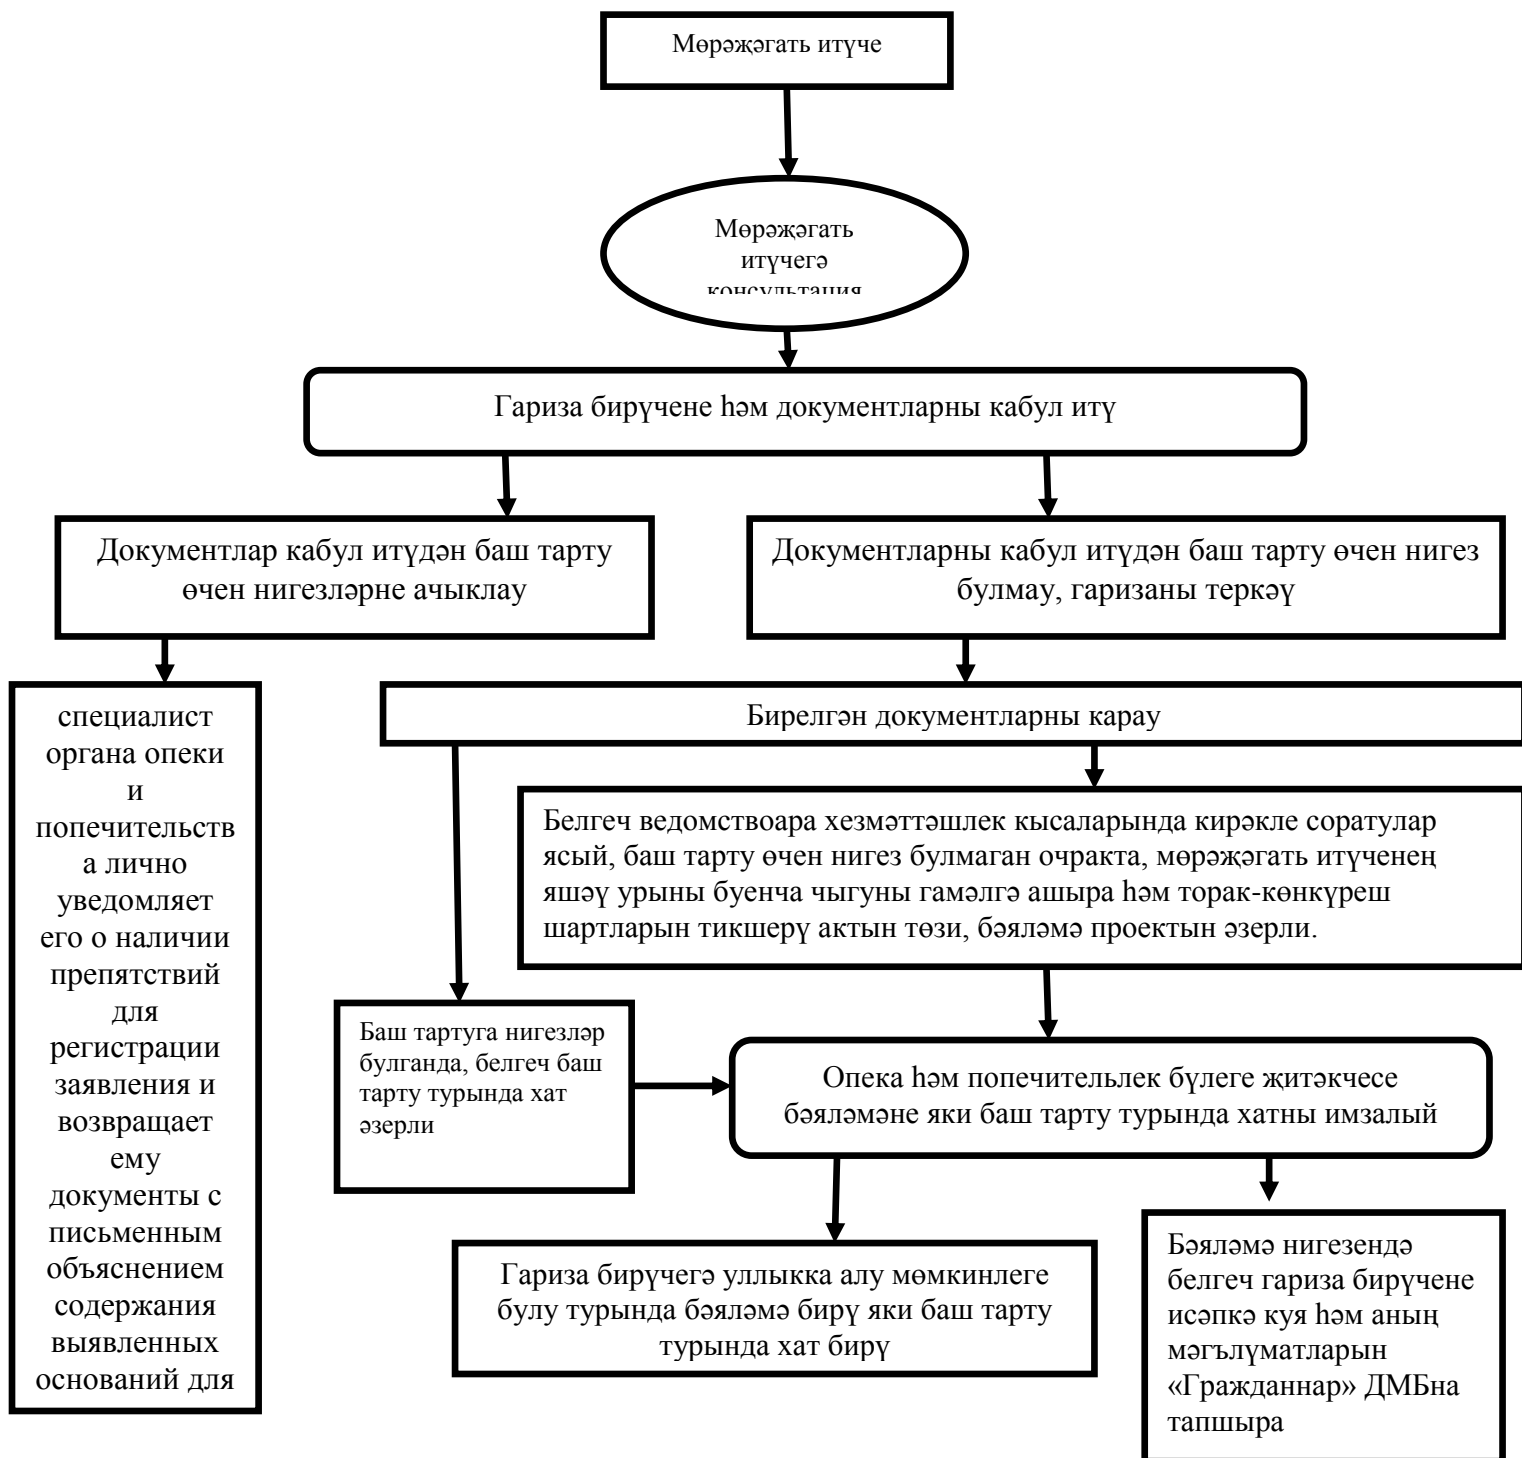 Мөрәҗәгать итүче
Мөрәҗәгать
итүчегә
консультация
Гариза бирүчене һәм документларны кабул итү
Документлар кабул итүдән баш тарту
өчен нигезләрне ачыклау
Документларны кабул итүдән баш тарту өчен нигез
булмау, гаризаны теркәү
специалист
органа опеки
и
попечительств
а лично
уведомляет
его о наличии
препятствий
для
регистрации
заявления и
возвращает
ему
документы с
письменным
объяснением
содержания
выявленных
оснований для
Бирелгән документларны карау
Белгеч ведомствоара хезмәттәшлек кысаларында кирәкле соратулар
ясый, баш тарту өчен нигез булмаган очракта, мөрәҗәгать итүченең
яшәү урыны буенча чыгуны гамәлгә ашыра һәм торак-көнкүреш
шартларын тикшерү актын төзи, бәяләмә проектын әзерли.
Баш тартуга нигезләр
булганда, белгеч баш
тарту турында хат
әзерли
Опека һәм попечительлек бүлеге җитәкчесе
бәяләмәне яки баш тарту турында хатны имзалый
Гариза бирүчегә уллыкка алу мөмкинлеге
булу турында бәяләмә бирү яки баш тарту
турында хат бирү
Бәяләмә нигезендә
белгеч гариза бирүчене
исәпкә куя һәм аның
мәгълүматларын
«Гражданнар» ДМБна
тапшыра